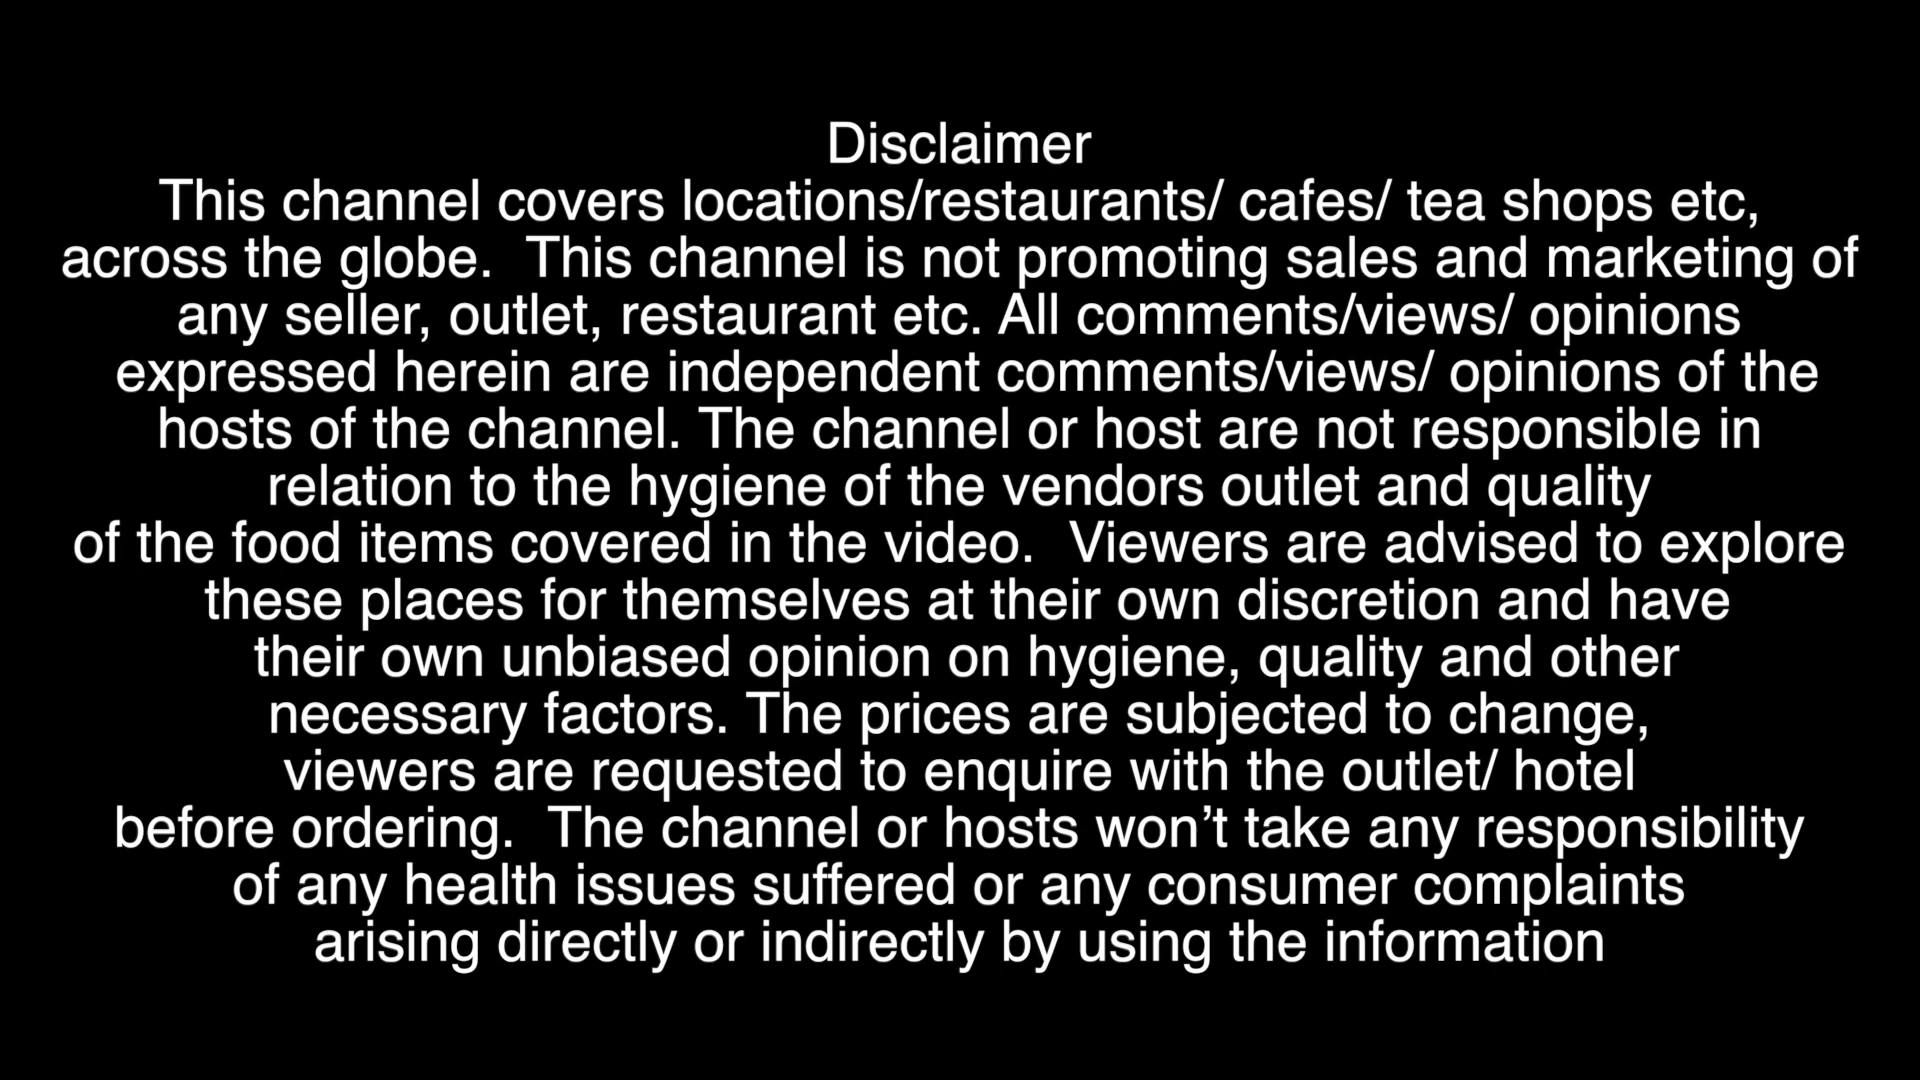 Disclaimer
This channel covers locations/restaurants/ cafes/ tea shops etc,
across the globe.  This channel is not promoting sales and marketing of
any seller, outlet, restaurant etc. All comments/views/ opinions
expressed herein are independent comments/views/ opinions of the
hosts of the channel. The channel or host are not responsible in
relation to the hygiene of the vendors outlet and quality
of the food items covered in the video.  Viewers are advised to explore
these places for themselves at their own discretion and have
their own unbiased opinion on hygiene, quality and other
necessary factors. The prices are subjected to change,
viewers are requested to enquire with the outlet/ hotel
before ordering.  The channel or hosts won’t take any responsibility
of any health issues suffered or any consumer complaints
arising directly or indirectly by using the information